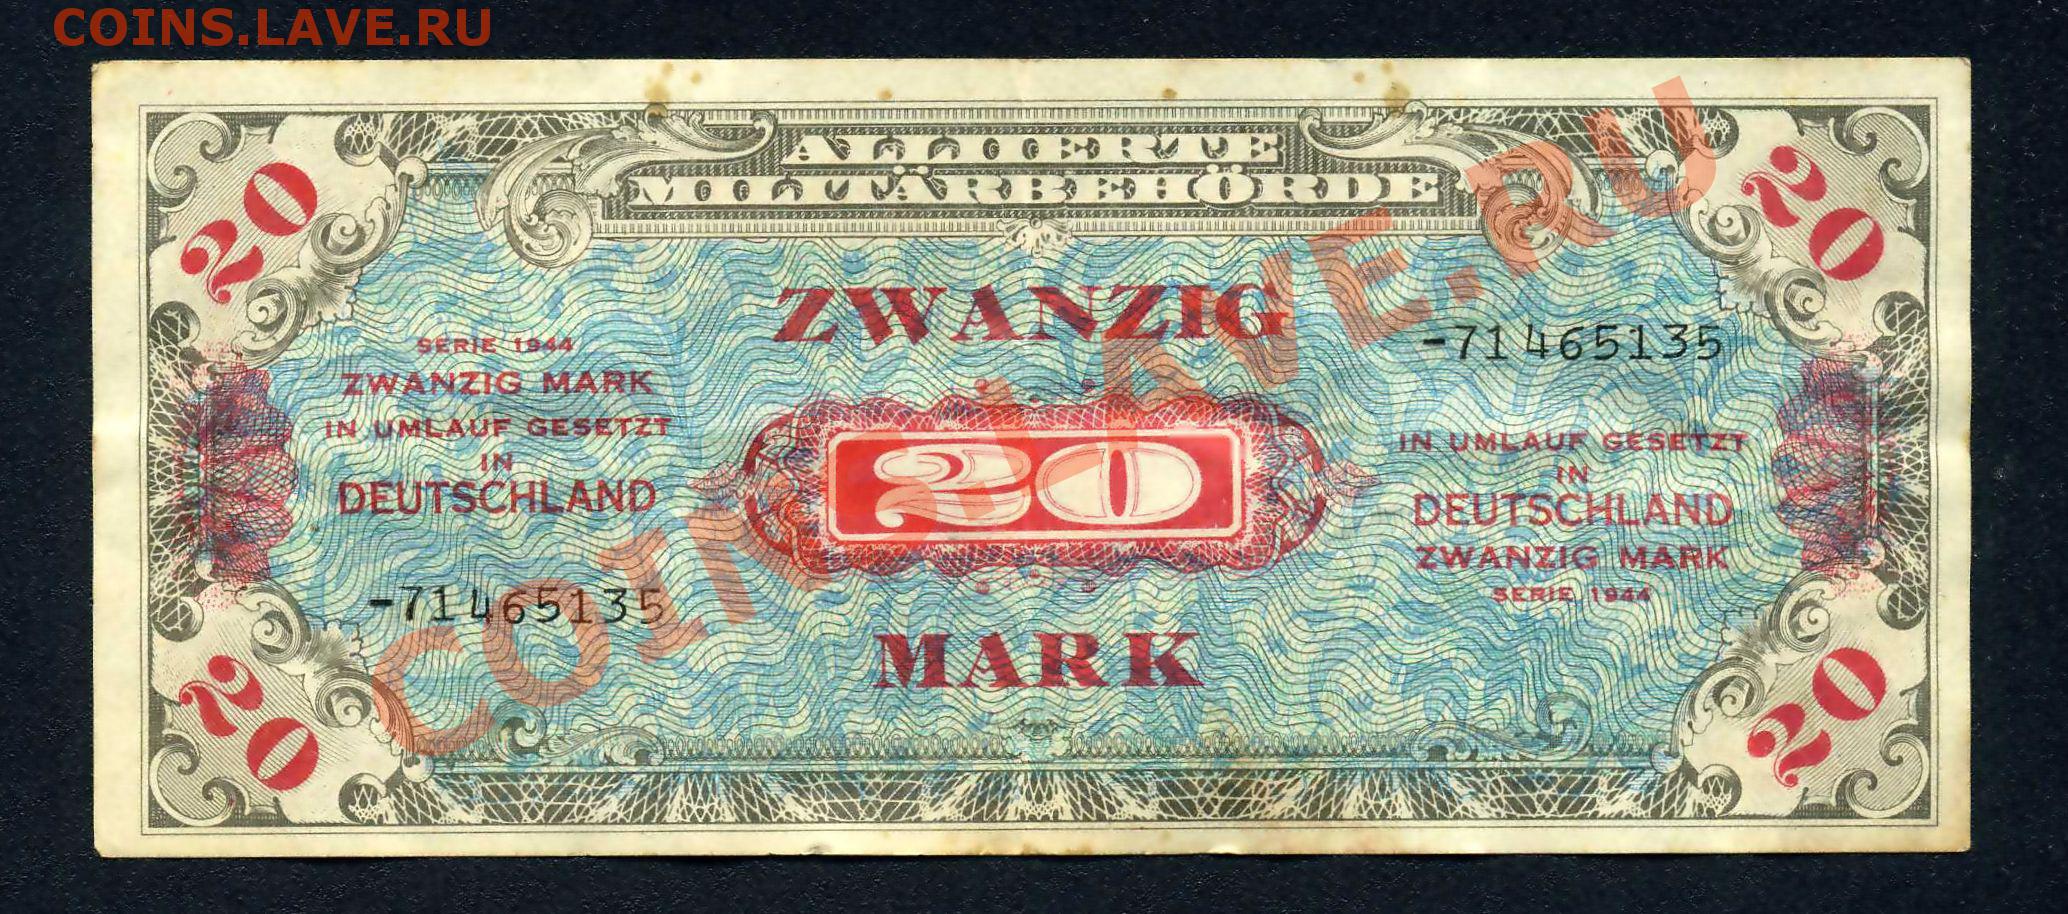 COINS.LAVE.RU
ALLIIERTE
MILITÄRBEHÖRDE
20
20
ZWANZIG
-71465135
SERIE 1944
ZWANZIG MARK
IN UMLAUF GESETZT
IN
DEUTSCHLAND
20
IN UMLAUF GESETZT
IN
DEUTSCHLAND
ZWANZIG MARK
SERIE 1944
-71465135
MARK
20
20
COINS.LAVE.RU